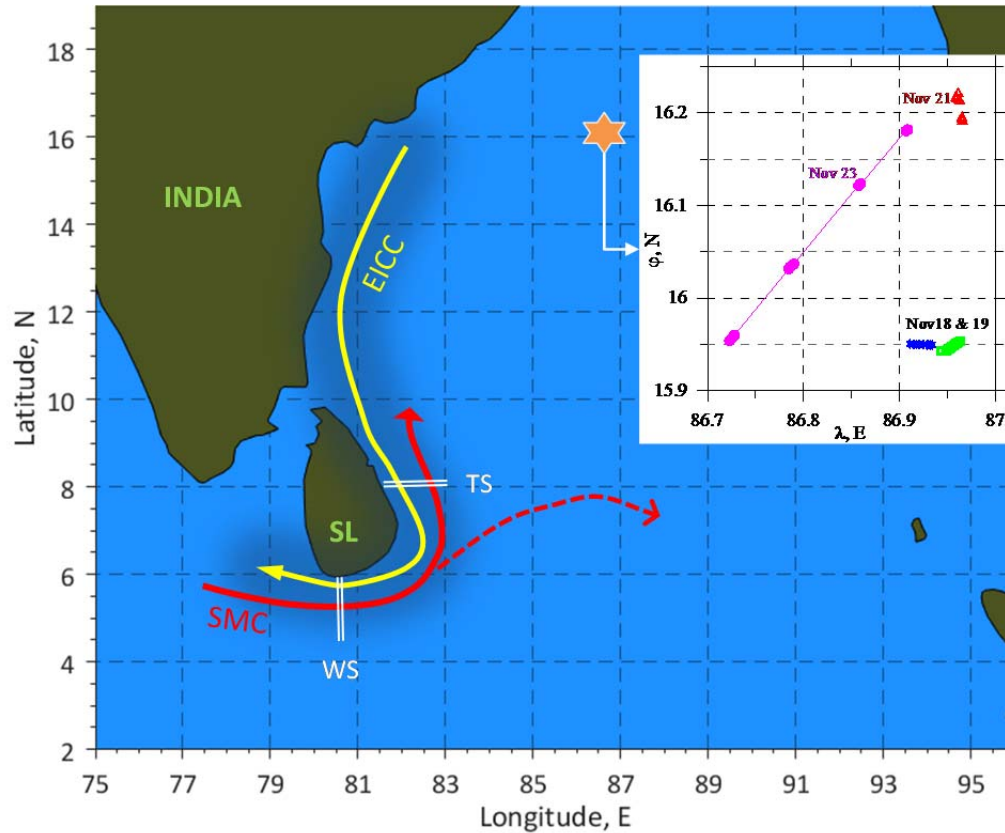 18
16
14
12
10
8
6
4
2
Latitude, N
75
77
79
81
83
85
87
89
91
93
95
Longitude, E
INDIA
EICC
SL
TS
SMC
WS
16.2
16.1
16
15.9
φ, N
86.7
86.8
86.9
87
λ, E
Nov 21
Nov 23
Nov18 & 19